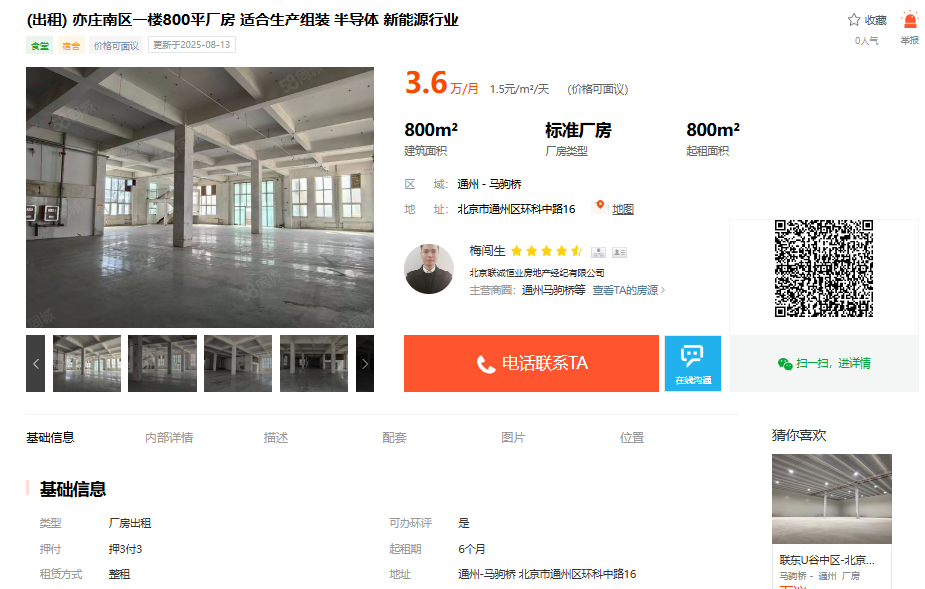 (出租) 亦庄南区一楼800平厂房 适合生产组装 半导体 新能源行业
收藏
食堂 宿舍 价格可面议 更新于2025-08-13
0人气 举报
3.6万/月 1.5元/m²/天 (价格可面议)
800m² 标准厂房 800m²
建筑面积 厂房类型 起租面积
区 域: 通州 - 马驹桥
地 址: 北京市通州区环科中路16 地图
梅闯生
北京联诚恒业房地产经纪有限公司
主营商圈: 通州马驹桥等 查看TA的房源 >
电话联系TA
在线沟通
扫一扫, 进详情
基础信息 内部详情 描述 配套 图片 位置
猜你喜欢
基础信息
类型 厂房出租 可办环评 是
押付 押3付3 起租期 6个月
租赁方式 整租 地址 通州-马驹桥 北京市通州区环科中路16
联东U谷中区-北京...
马驹桥 - 通州 厂房